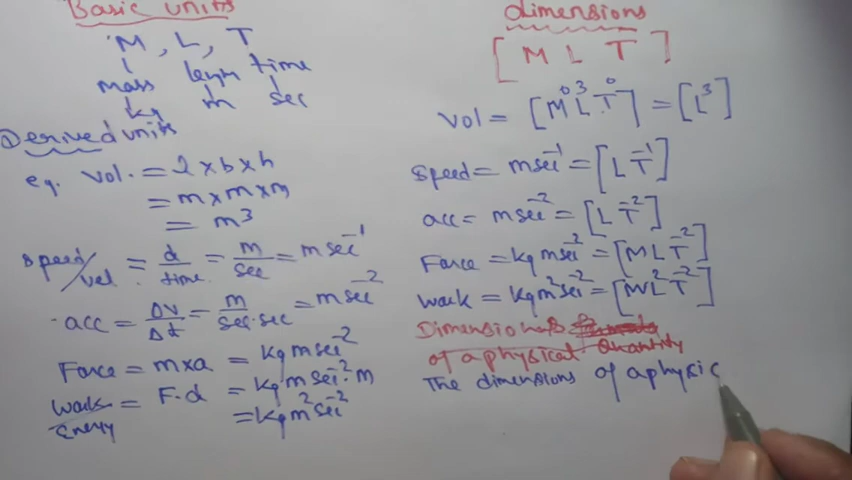 Basic units
M, L, T
mass length time
kg m sec
Derived units
eg. Vol. = l × b × h
= m × m × m
= m³
Speed/vel = d/time = m/sec = m sec⁻¹
acc = ΔV/Δt = m/sec·sec = m sec⁻²
Force = m × a = kg m sec⁻²
Work = F·d = kg m sec⁻²·m
Energy = kg m² sec⁻²
dimensions
[M L T]
Vol = [M⁰ L³ T⁰] = [L³]
Speed = m sec⁻¹ = [L T⁻¹]
acc = m sec⁻² = [L T⁻²]
Force = kg m sec⁻² = [M L T⁻²]
Work = kg m² sec⁻² = [M L² T⁻²]
Dimensions
of a physical Quantity
The dimensions of a physic